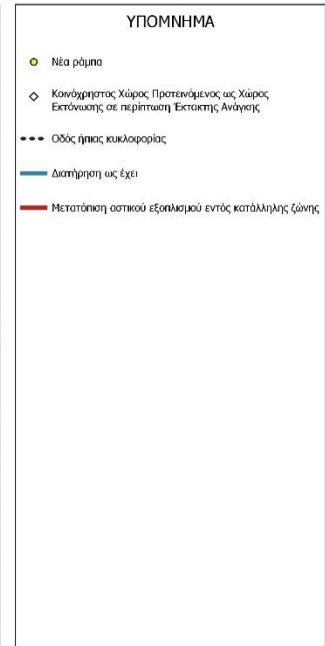 ΥΠΟΜΝΗΜΑ
Νέα ράμπα
Κοινόχρηστος Χώρος Προτεινόμενος ως Χώρος
Εκτόνωσης σε περίπτωση Έκτακτης Ανάγκης
Οδός ήπιας κυκλοφορίας
Διατήρηση ως έχει
Μετατόπιση αστικού εξοπλισμού εντός κατάλληλης ζώνης